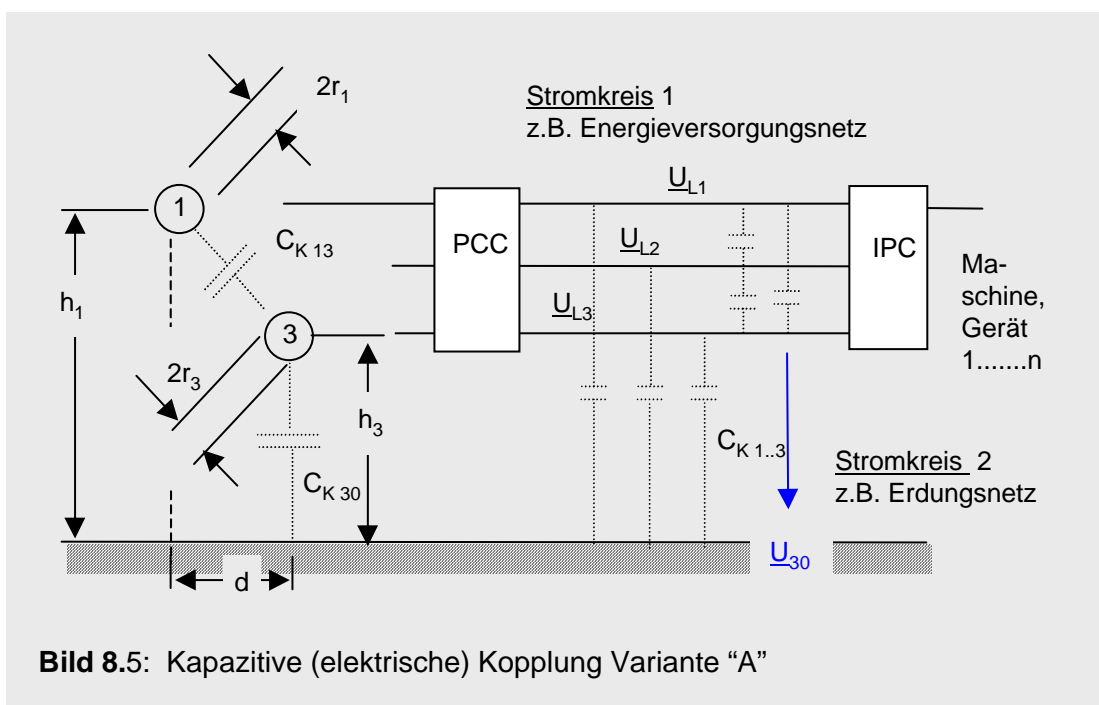 2r1
Stromkreis 1
z.B. Energieversorgungsnetz
UL1
1
CK 13
PCC
UL2
IPC
Ma-
schine,
Gerät
1.......n
h1
UL3
3
2r3
h3
CK 30
CK 1..3
Stromkreis 2
z.B. Erdungsnetz
U30
d
Bild 8.5: Kapazitive (elektrische) Kopplung Variante “A”